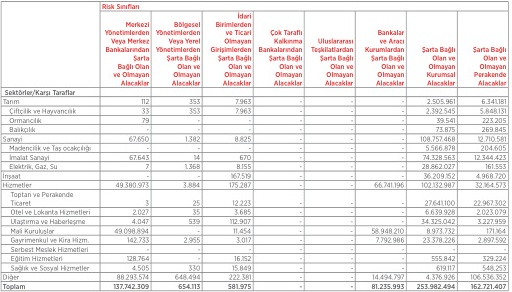 Risk Sınıfları
Merkezi Yönetimlerden Veya Merkez Bankalarından Şarta Bağlı Olan ve Olmayan Alacaklar | Bölgesel Yönetimlerden Veya Yerel Yönetimlerden Şarta Bağlı Olan ve Olmayan Alacaklar | İdari Birimlerden ve Ticari Olmayan Girişimlerden Şarta Bağlı Olan ve Olmayan Alacaklar | Çok Taraflı Kalkınma Bankalarından Şarta Bağlı Olan ve Olmayan Alacaklar | Uluslararası Teşkilatlardan Şarta Bağlı Olan ve Olmayan Alacaklar | Bankalar ve Aracı Kurumlardan Şarta Bağlı Olan ve Olmayan Alacaklar | Şarta Bağlı Olan ve Olmayan Kurumsal Alacaklar | Şarta Bağlı Olan ve Olmayan Perakende Alacaklar
Sektörler/Karşı Taraflar
Tarım 112 353 7.963 - - - 2.505.961 6.341.181
Çiftçilik ve Hayvancılık 33 353 7.963 - - - 2.392.545 5.848.131
Ormancılık 79 - - - - - 39.541 223.205
Balıkçılık - - - - - - 73.875 269.845
Sanayi 67.650 1.382 8.825 - - - 108.757.468 12.710.581
Madencilik ve Taş ocakçılığı - - - - - - 5.566.878 204.605
İmalat Sanayi 67.643 14 670 - - - 74.328.563 12.344.423
Elektrik, Gaz, Su 7 1.368 8.155 - - - 28.862.027 161.553
İnşaat - - 167.519 - - - 36.209.152 4.968.720
Hizmetler 49.380.973 3.884 175.287 - - 66.741.196 102.132.987 32.164.573
Toptan ve Perakende
Ticaret 3 25 12.223 - - - 27.641.100 22.967.302
Otel ve Lokanta Hizmetleri 2.027 35 3.685 - - - 6.639.928 2.023.079
Ulaştırma ve Haberleşme 4.047 539 112.907 - - - 34.325.042 3.227.959
Mali Kuruluşlar 49.098.894 - 11.454 - - 58.948.210 8.973.732 171.164
Gayrimenkul ve Kira Hizm. 142.733 2.955 3.017 - - 7.792.986 23.378.226 2.897.592
Serbest Meslek Hizmetleri - - - - - - - -
Eğitim Hizmetleri 128.764 - 16.152 - - - 555.842 329.224
Sağlık ve Sosyal Hizmetler 4.505 330 15.849 - - - 619.117 548.253
Diğer 88.293.574 648.494 222.381 - - 14.494.797 4.376.926 106.536.352
Toplam 137.742.309 654.113 581.975 - - 81.235.993 253.982.494 162.721.407